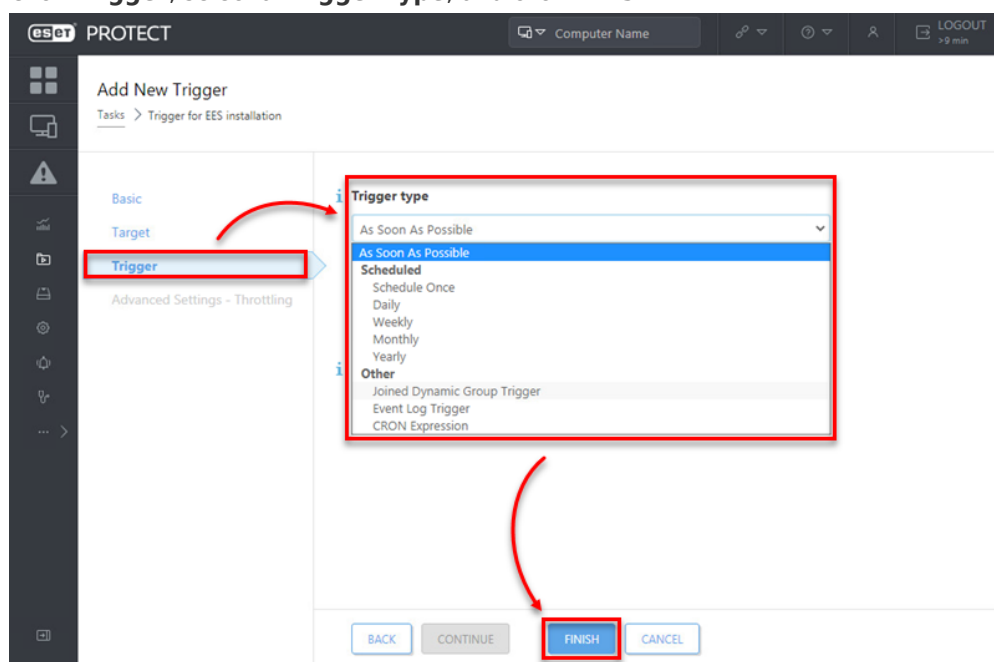 eset PROTECT
Computer Name
LOGOUT
>9 min
Add New Trigger
Tasks > Trigger for EES installation
Basic
Target
Trigger
Advanced Settings - Throttling
Trigger type
As Soon As Possible
As Soon As Possible
Scheduled
Schedule Once
Daily
Weekly
Monthly
Yearly
Other
Joined Dynamic Group Trigger
Event Log Trigger
CRON Expression
BACK
CONTINUE
FINISH
CANCEL